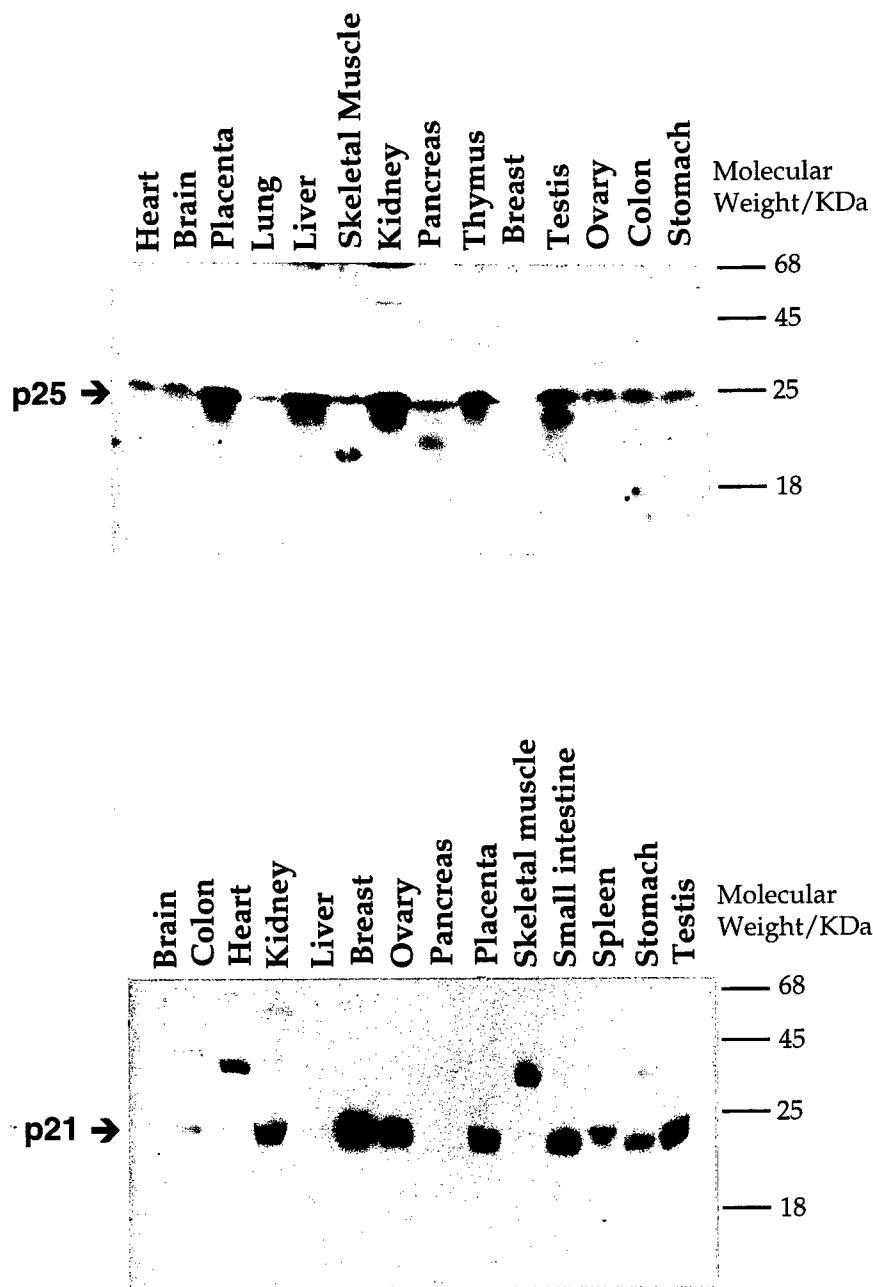 Heart
Brain
Placenta
Lung
Liver
Skeletal Muscle
Kidney
Pancreas
Thymus
Breast
Testis
Ovary
Colon
Stomach
Molecular
Weight/KDa
68
45
p25 →
25
18
Brain
Colon
Heart
Kidney
Liver
Breast
Ovary
Pancreas
Placenta
Skeletal muscle
Small intestine
Spleen
Stomach
Testis
Molecular
Weight/KDa
68
45
25
p21 →
18